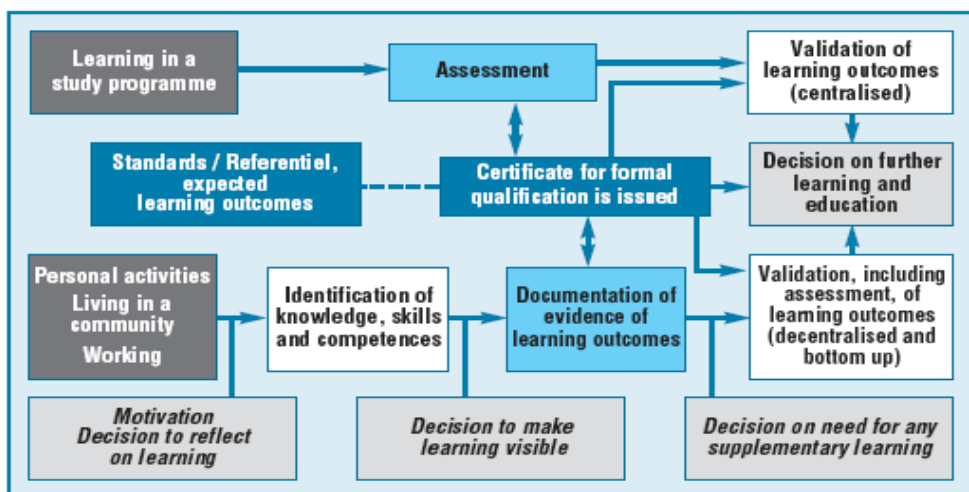 Learning in a
study programme
Assessment
Validation of
learning outcomes
(centralised)
Standards / Referentiel,
expected
learning outcomes
Certificate for formal
qualification is issued
Decision on further
learning and
education
Personal activities
Living in a
community
Working
Identification of
knowledge, skills
and competences
Documentation of
evidence of
learning outcomes
Validation, including
assessment, of
learning outcomes
(decentralised and
bottom up)
Motivation
Decision to reflect
on learning
Decision to make
learning visible
Decision on need for any
supplementary learning